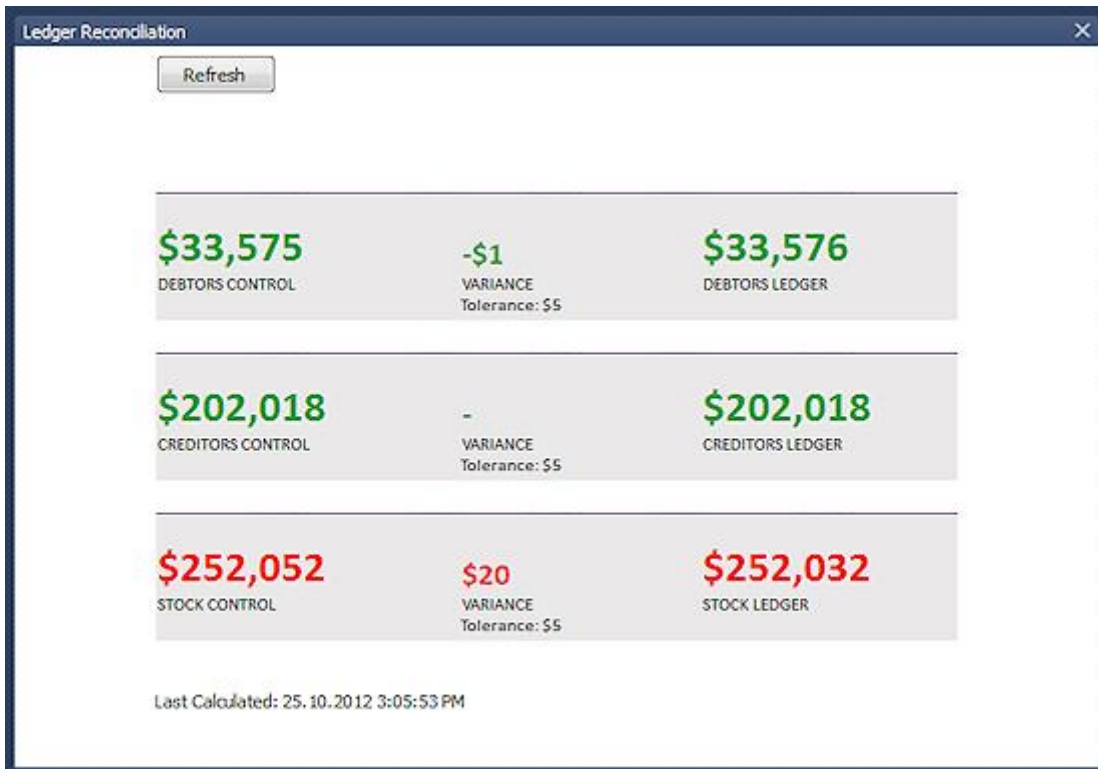 Ledger Reconciliation
Refresh
$33,575 -$1 $33,576
DEBTORS CONTROL VARIANCE DEBTORS LEDGER
Tolerance: $5
$202,018 - $202,018
CREDITORS CONTROL VARIANCE CREDITORS LEDGER
Tolerance: $5
$252,052 $20 $252,032
STOCK CONTROL VARIANCE STOCK LEDGER
Tolerance: $5
Last Calculated: 25.10.2012 3:05:53 PM